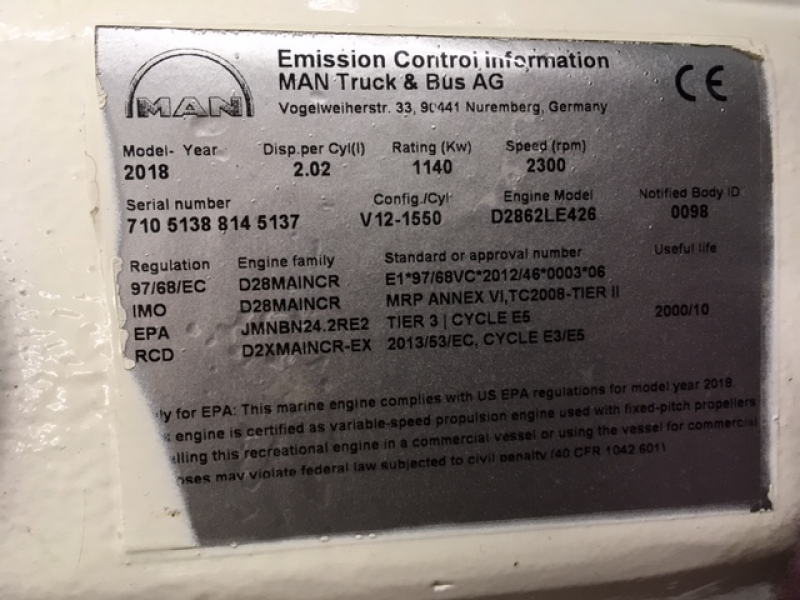 MAN
Emission Control information
MAN Truck & Bus AG
Vogelweiherstr. 33, 90441 Nuremberg, Germany
CE
Model- Year Disp.per Cyl(l) Rating (Kw) Speed (rpm)
2018 2.02 1140 2300
Serial number Config./Cyl Engine Model Notified Body ID
710 5138 814 5137 V12-1550 D2862LE426 0098
Regulation Engine family Standard or approval number Useful life
97/68/EC D28MAINCR E1*97/68VC*2012/46*0003*06
IMO D28MAINCR MRP ANNEX VI,TC2008-TIER II
EPA JMNBN24.2RE2 TIER 3 | CYCLE E5 2000/10
RCD D2XMAINCR-EX 2013/53/EC, CYCLE E3/E5
ly for EPA: This marine engine complies with US EPA regulations for model year 2018.
s engine is certified as variable-speed propulsion engine used with fixed-pitch propellers
alling this recreational engine in a commercial vessel or using the vessel for commercial
oses may violate federal law subjected to civil penalty (40 CFR 1042.601)